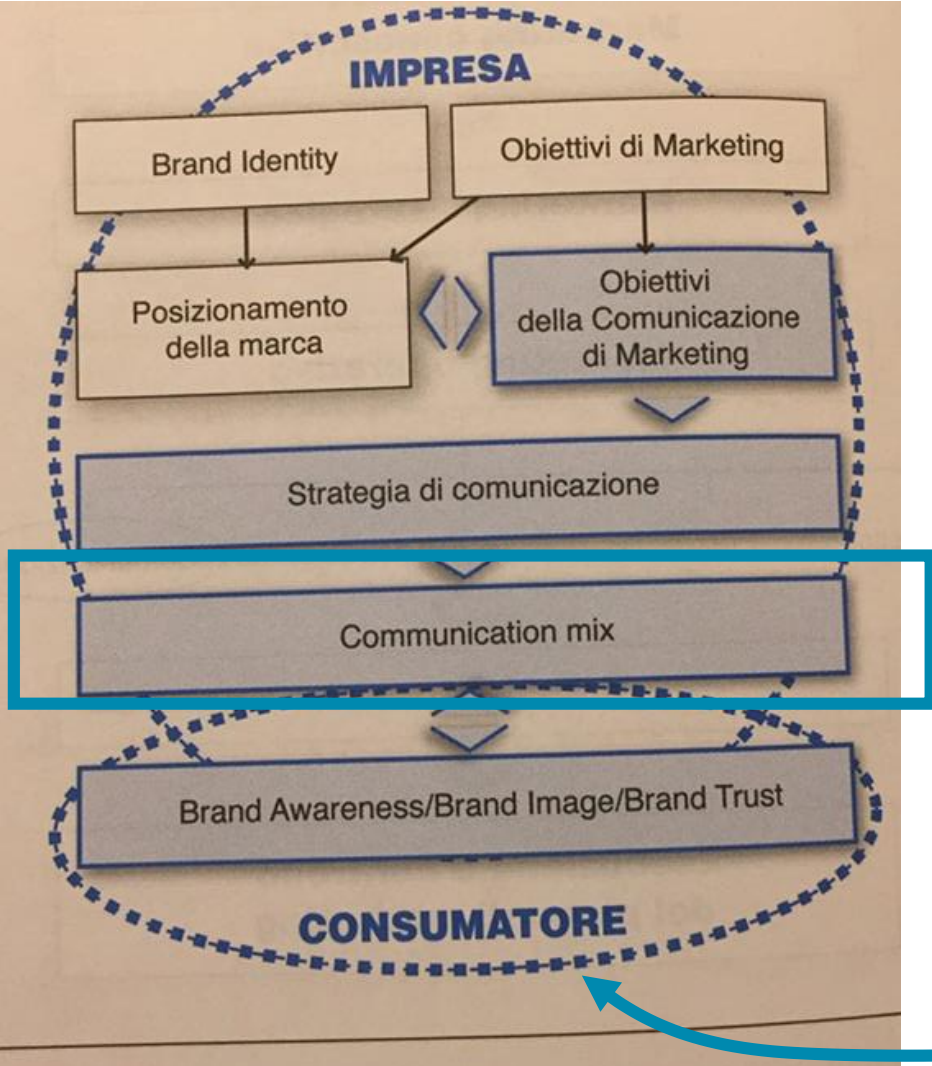 IMPRESA
Brand Identity
Obiettivi di Marketing
Posizionamento
della marca
Obiettivi
della Comunicazione
di Marketing
Strategia di comunicazione
Communication mix
Brand Awareness/Brand Image/Brand Trust
CONSUMATORE